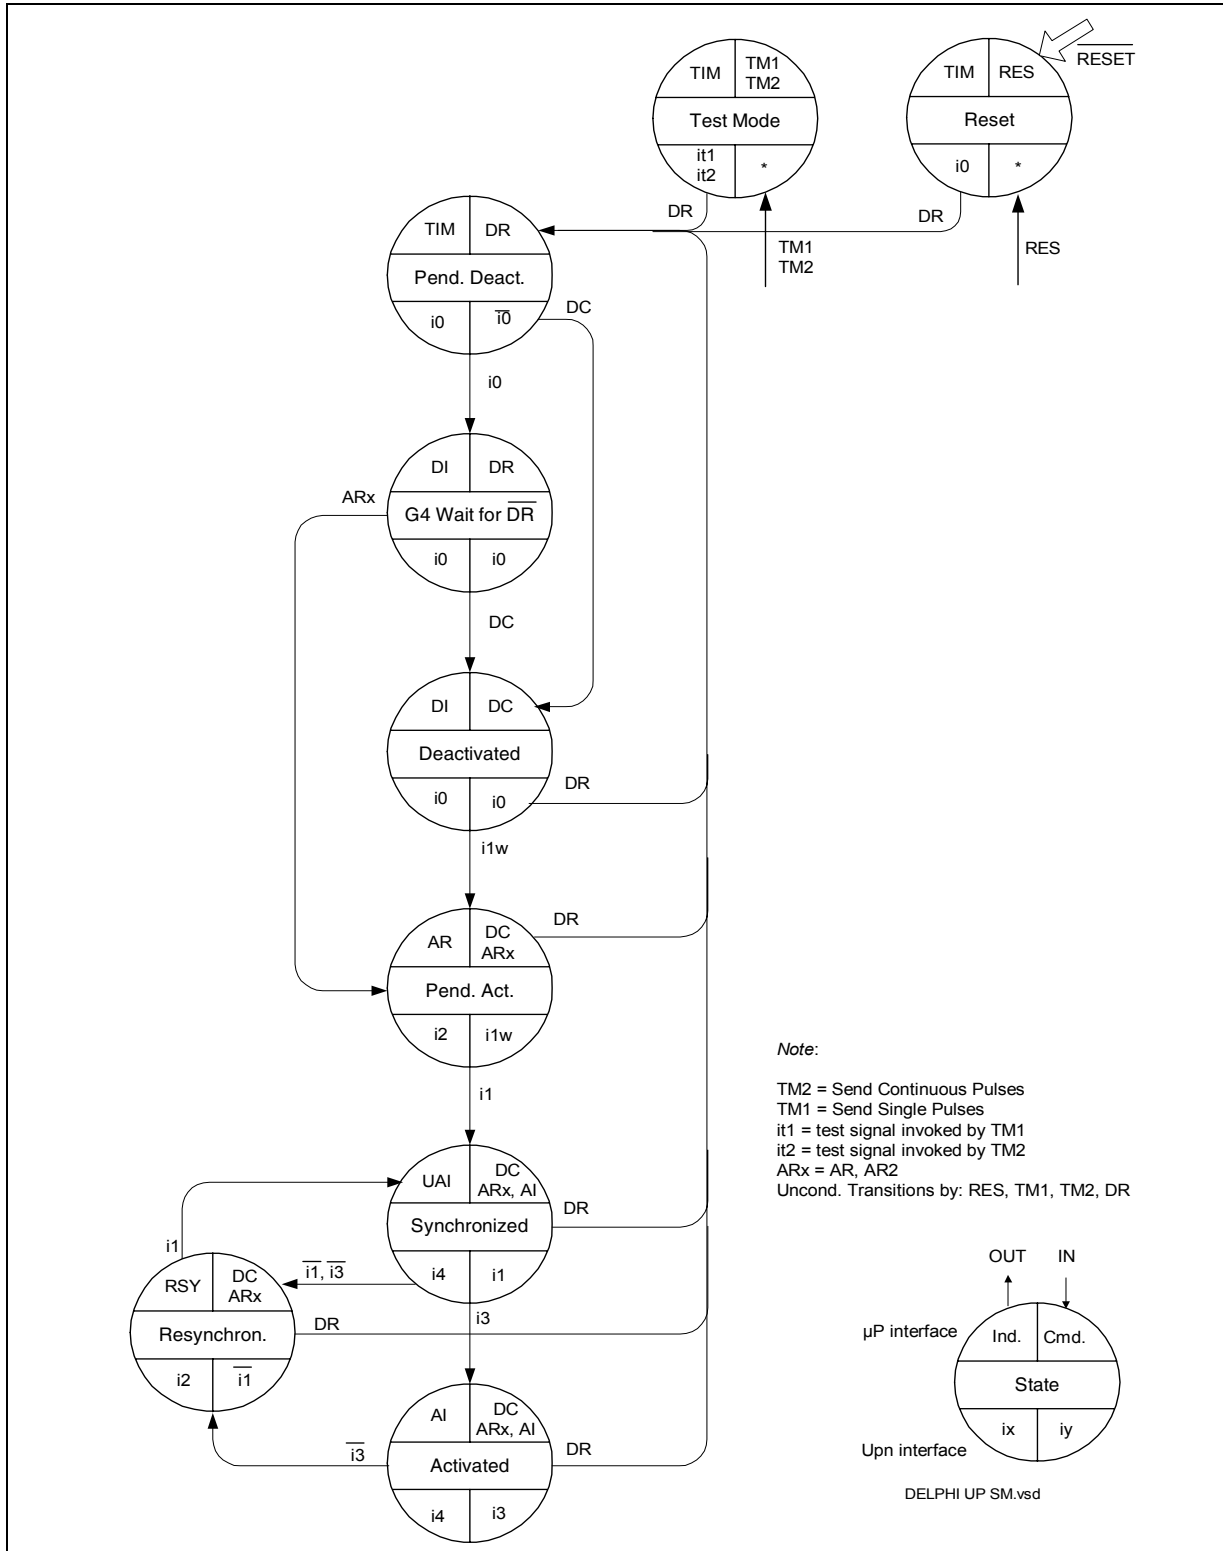 TIM
TM1
TM2
Test Mode
it1
it2
*
TIM
RES
Reset
i0
*
RESET
DR
DR
TM1
TM2
RES
TIM
DR
Pend. Deact.
i0
i0
DC
i0
DI
DR
G4 Wait for DR
i0
i0
ARx
DC
DI
DC
Deactivated
i0
i0
DR
i1w
AR
DC
ARx
Pend. Act.
i2
i1w
DR
i1
UAI
DC
ARx, AI
Synchronized
i4
i1
DR
i1
i1, i3
RSY
DC
ARx
Resynchron.
i2
i1
DR
i3
AI
DC
ARx, AI
Activated
i4
i3
DR
i3
Note:
TM2 = Send Continuous Pulses
TM1 = Send Single Pulses
it1 = test signal invoked by TM1
it2 = test signal invoked by TM2
ARx = AR, AR2
Uncond. Transitions by: RES, TM1, TM2, DR
OUT
IN
µP interface
Ind.
Cmd.
State
ix
iy
Upn interface
DELPHI UP SM.vsd